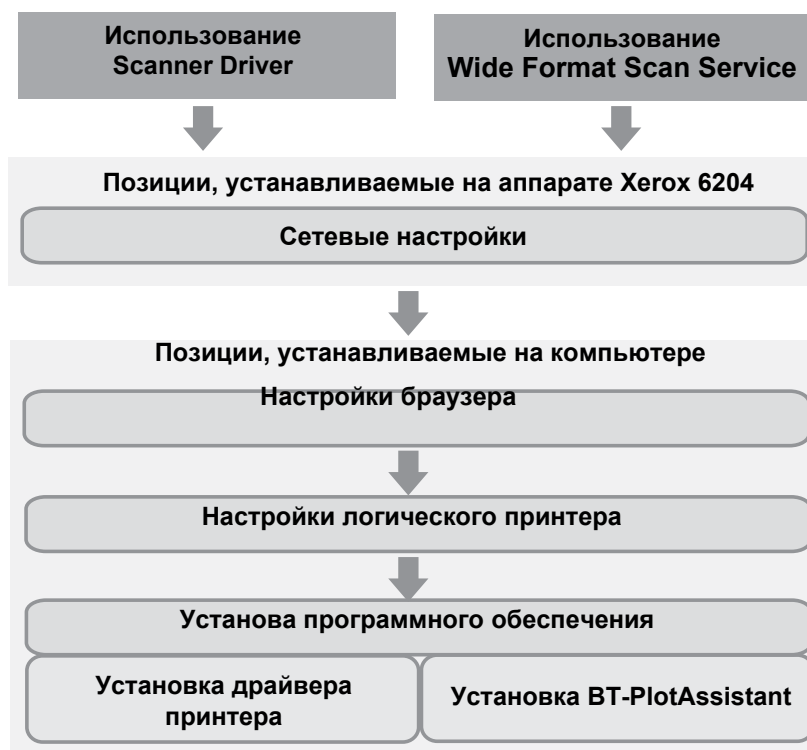 Использование
Scanner Driver
Использование
Wide Format Scan Service
Позиции, устанавливаемые на аппарате Xerox 6204
Сетевые настройки
Позиции, устанавливаемые на компьютере
Настройки браузера
Настройки логического принтера
Установа программного обеспечения
Установка драйвера
принтера
Установка BT-PlotAssistant